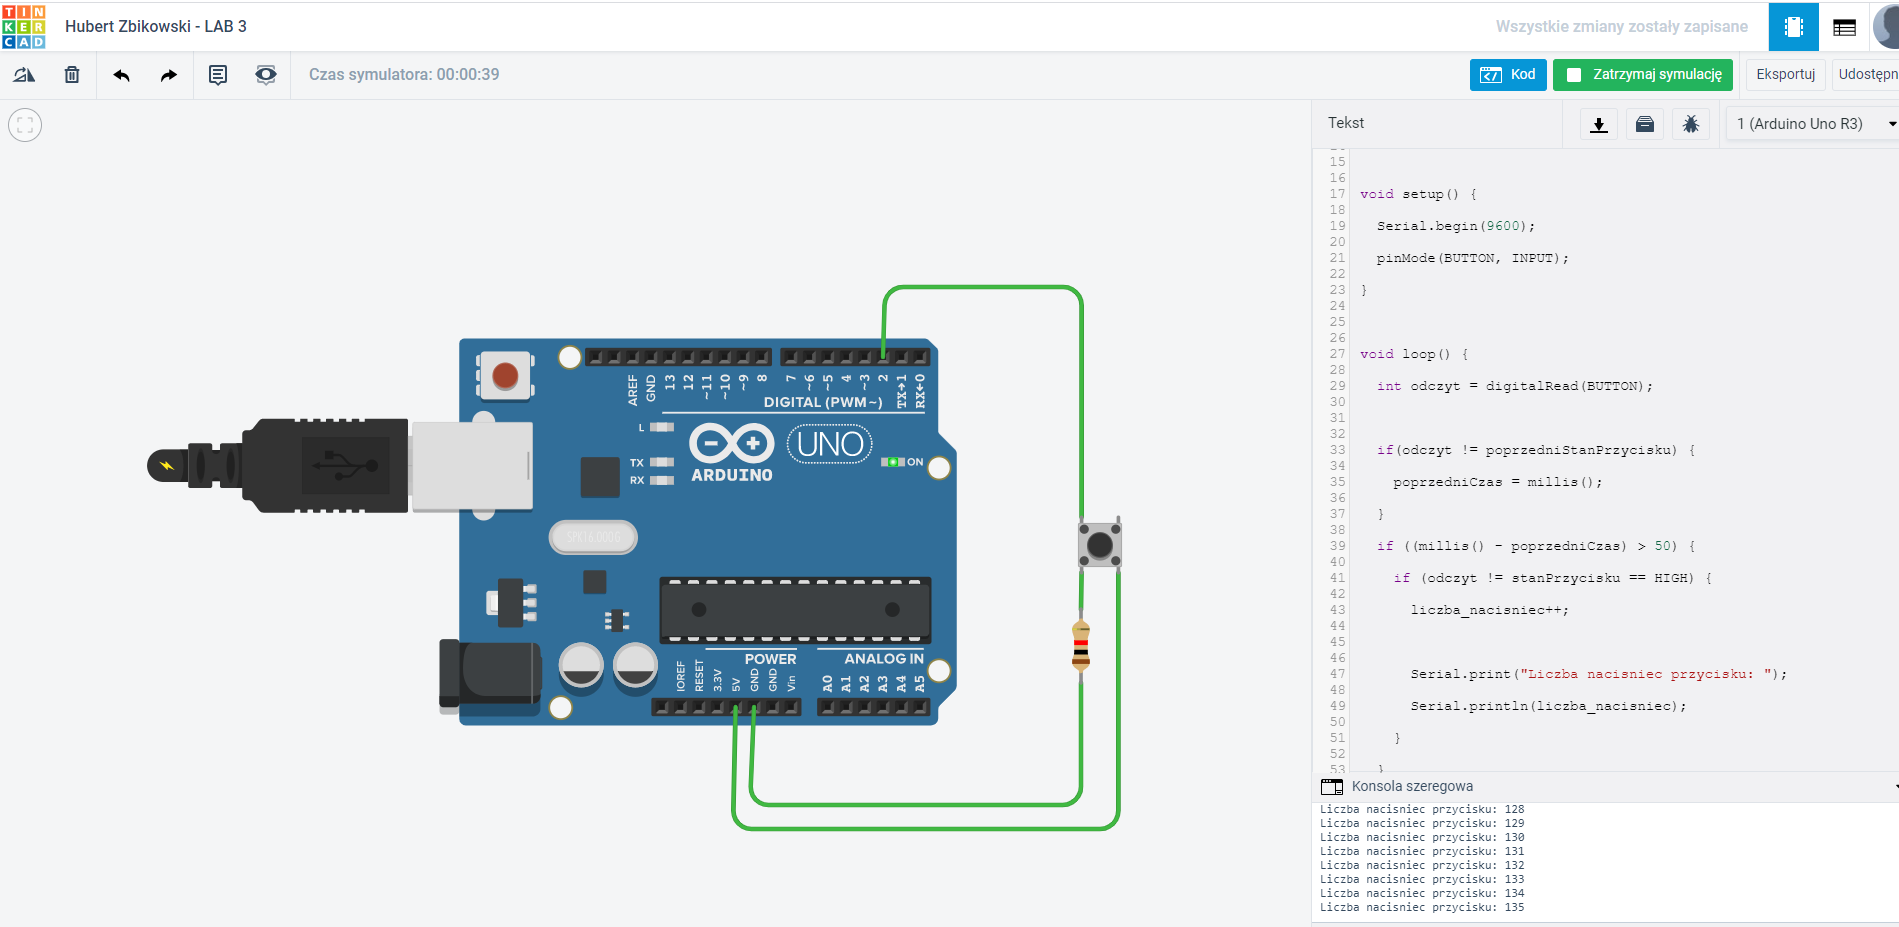 TIN
KER
CAD
Hubert Zbikowski - LAB 3
Wszystkie zmiany zostały zapisane
Czas symulatora: 00:00:39
Kod
Zatrzymaj symulację
Eksportuj
Udostępn
Tekst
1 (Arduino Uno R3)
15
16
17 void setup() {
18
19 Serial.begin(9600);
20
21 pinMode(BUTTON, INPUT);
22
23 }
24
25
26
27 void loop() {
28
29 int odczyt = digitalRead(BUTTON);
30
31
32
33 if(odczyt != poprzedniStanPrzycisku) {
34
35 poprzedniCzas = millis();
36
37 }
38
39 if ((millis() - poprzedniCzas) > 50) {
40
41 if (odczyt != stanPrzycisku == HIGH) {
42
43 liczba_nacisniec++;
44
45
46
47 Serial.print("Liczba nacisniec przycisku: ");
48
49 Serial.println(liczba_nacisniec);
50
51 }
52
53 }
Konsola szeregowa
Liczba nacisniec przycisku: 128
Liczba nacisniec przycisku: 129
Liczba nacisniec przycisku: 130
Liczba nacisniec przycisku: 131
Liczba nacisniec przycisku: 132
Liczba nacisniec przycisku: 133
Liczba nacisniec przycisku: 134
Liczba nacisniec przycisku: 135
AREF GND 13 12 ~11 ~10 ~9 8 7 ~6 ~5 4 ~3 2 TX→1 RX←0
DIGITAL (PWM~)
L
TX
RX
ARDUINO
UNO
ON
SPK16.000G
POWER
ANALOG IN
IOREF RESET 3.3V 5V GND GND Vin A0 A1 A2 A3 A4 A5